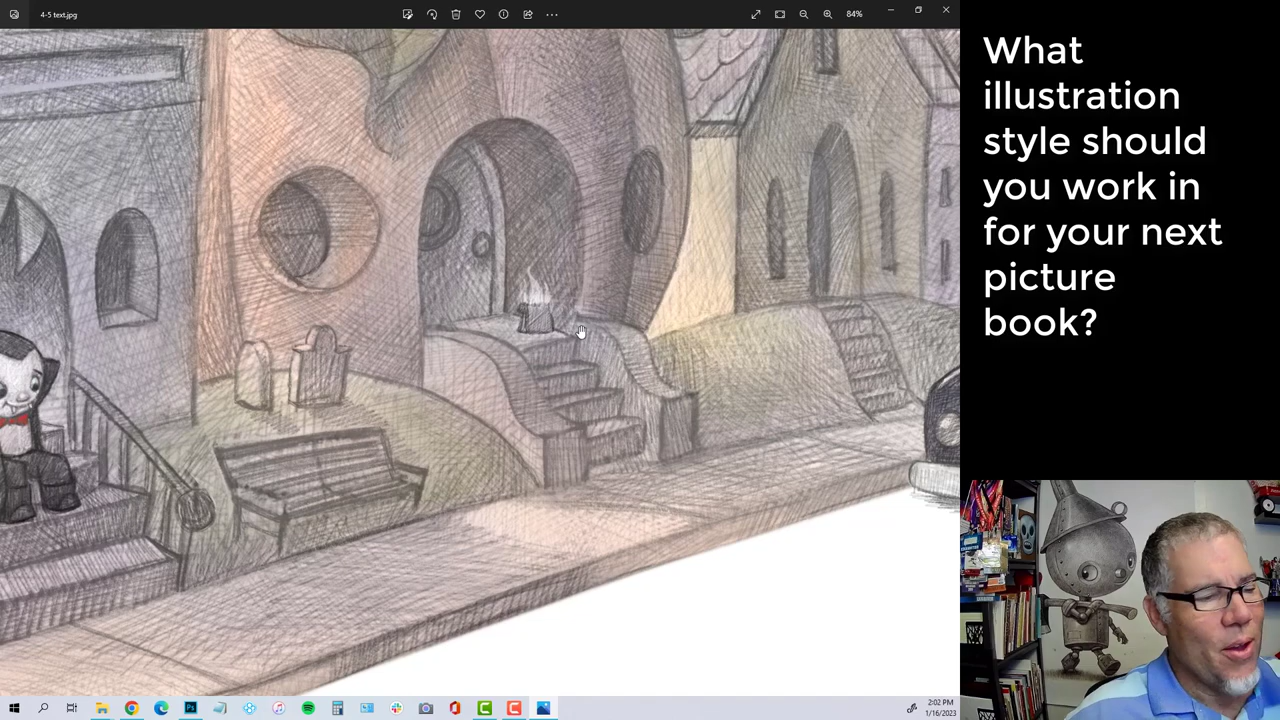 4-5 text.jpg
84%
What
illustration
style should
you work in
for your next
picture
book?
2:02 PM
1/16/2023